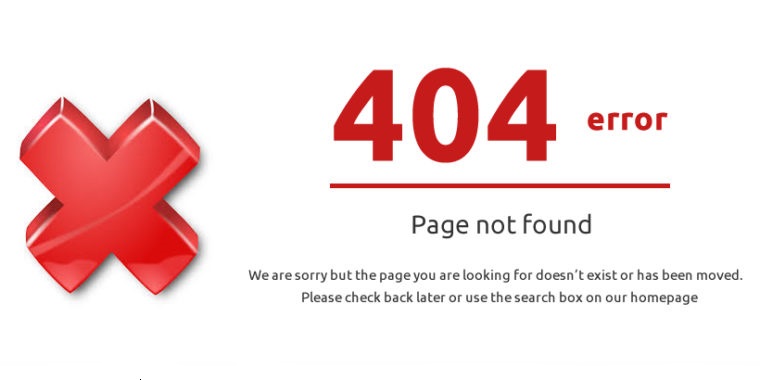 404 error
Page not found
We are sorry but the page you are looking for doesn't exist or has been moved.
Please check back later or use the search box on our homepage